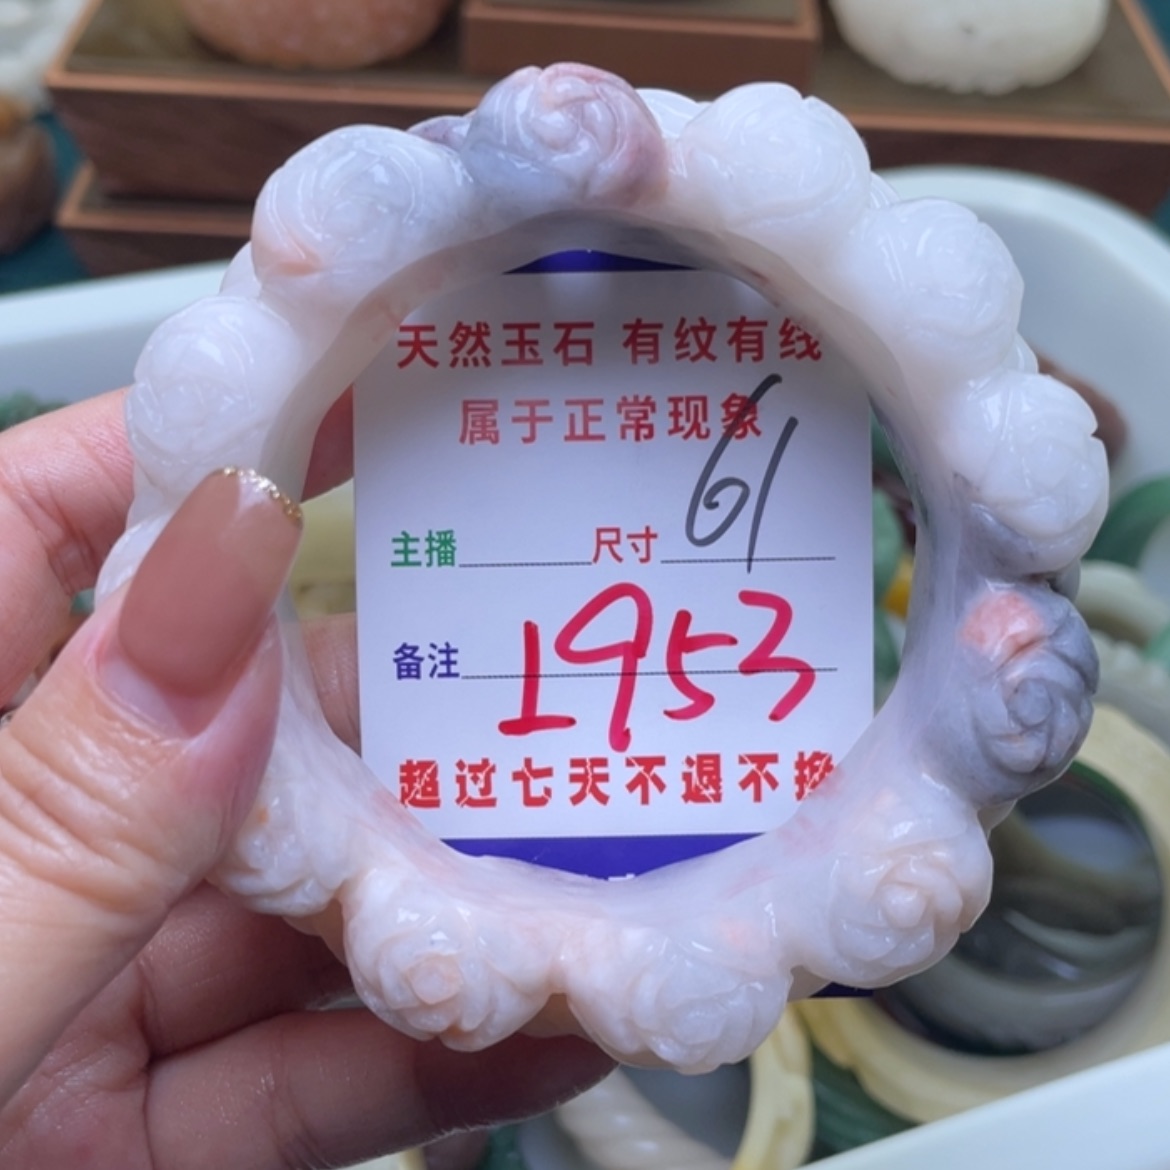 天然玉石 有纹有线
属于正常现象
主播 尺寸 61
备注 1953
超过七天不退不换